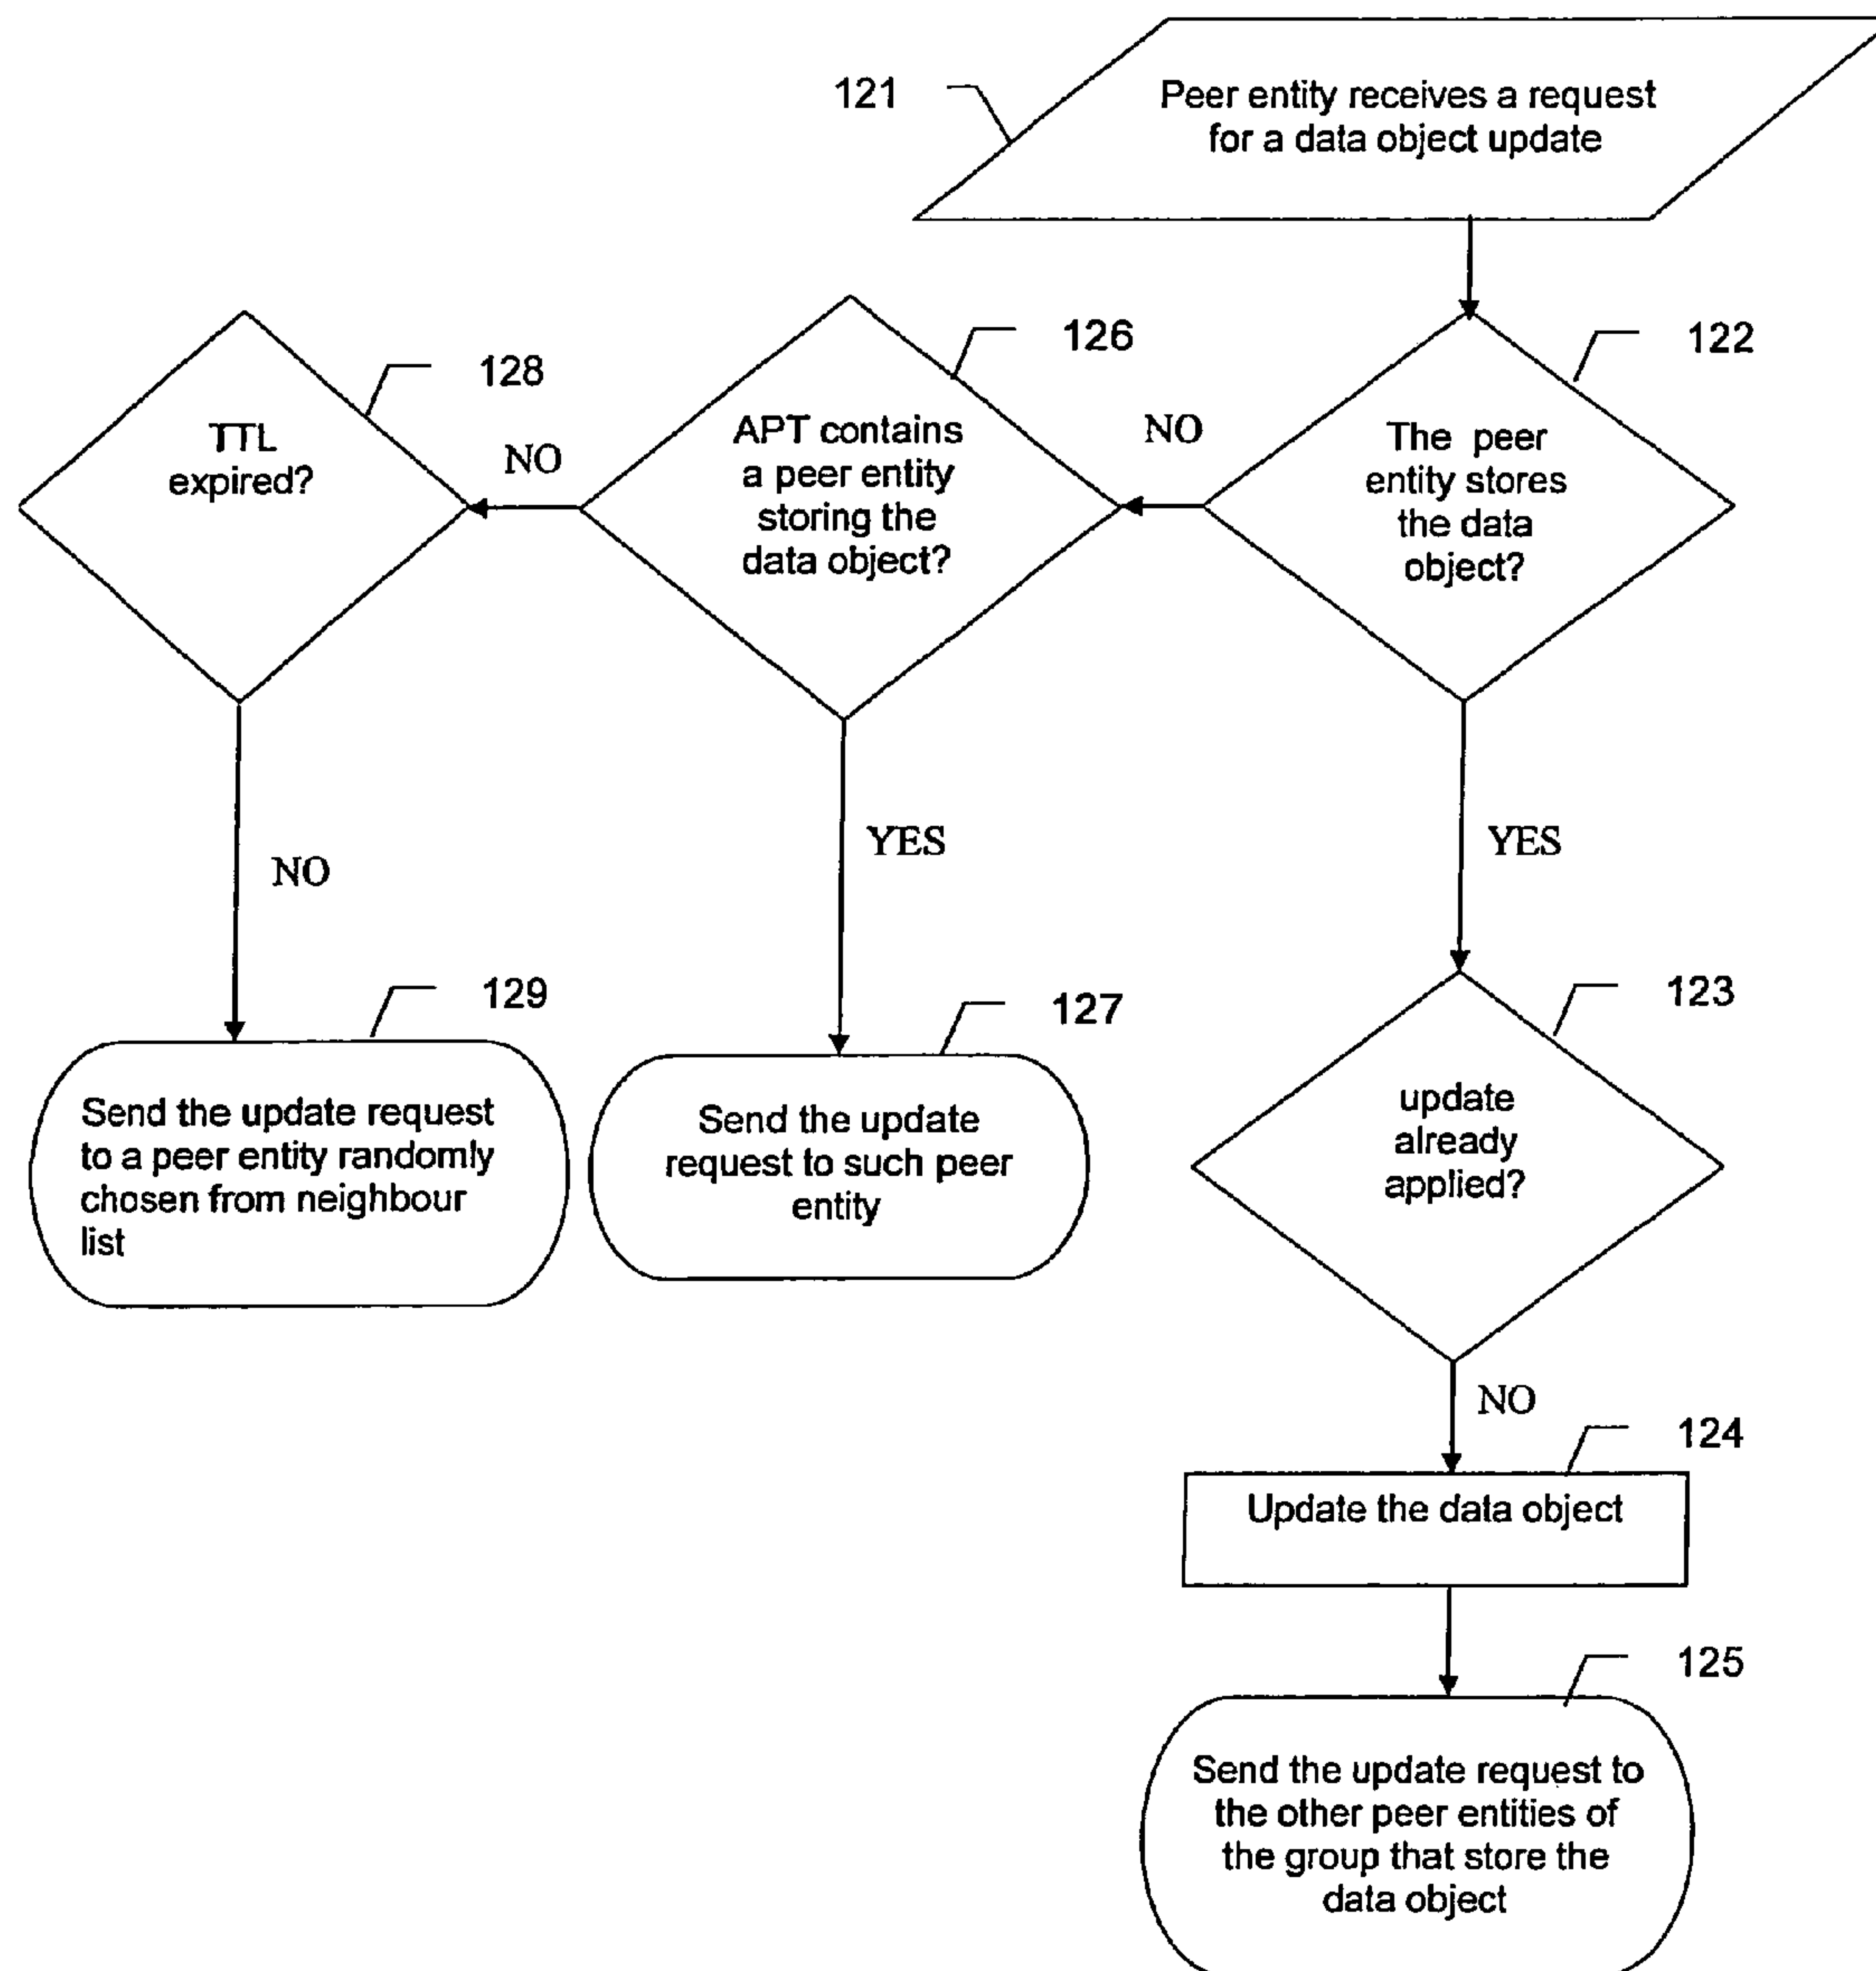 121
Peer entity receives a request
for a data object update
122
The peer
entity stores
the data
object?
NO
126
APT contains
a peer entity
storing the
data object?
NO
128
TTL
expired?
NO
YES
YES
129
Send the update request
to a peer entity randomly
chosen from neighbour
list
127
Send the update
request to such peer
entity
123
update
already
applied?
NO
124
Update the data object
125
Send the update request to
the other peer entities of
the group that store the
data object